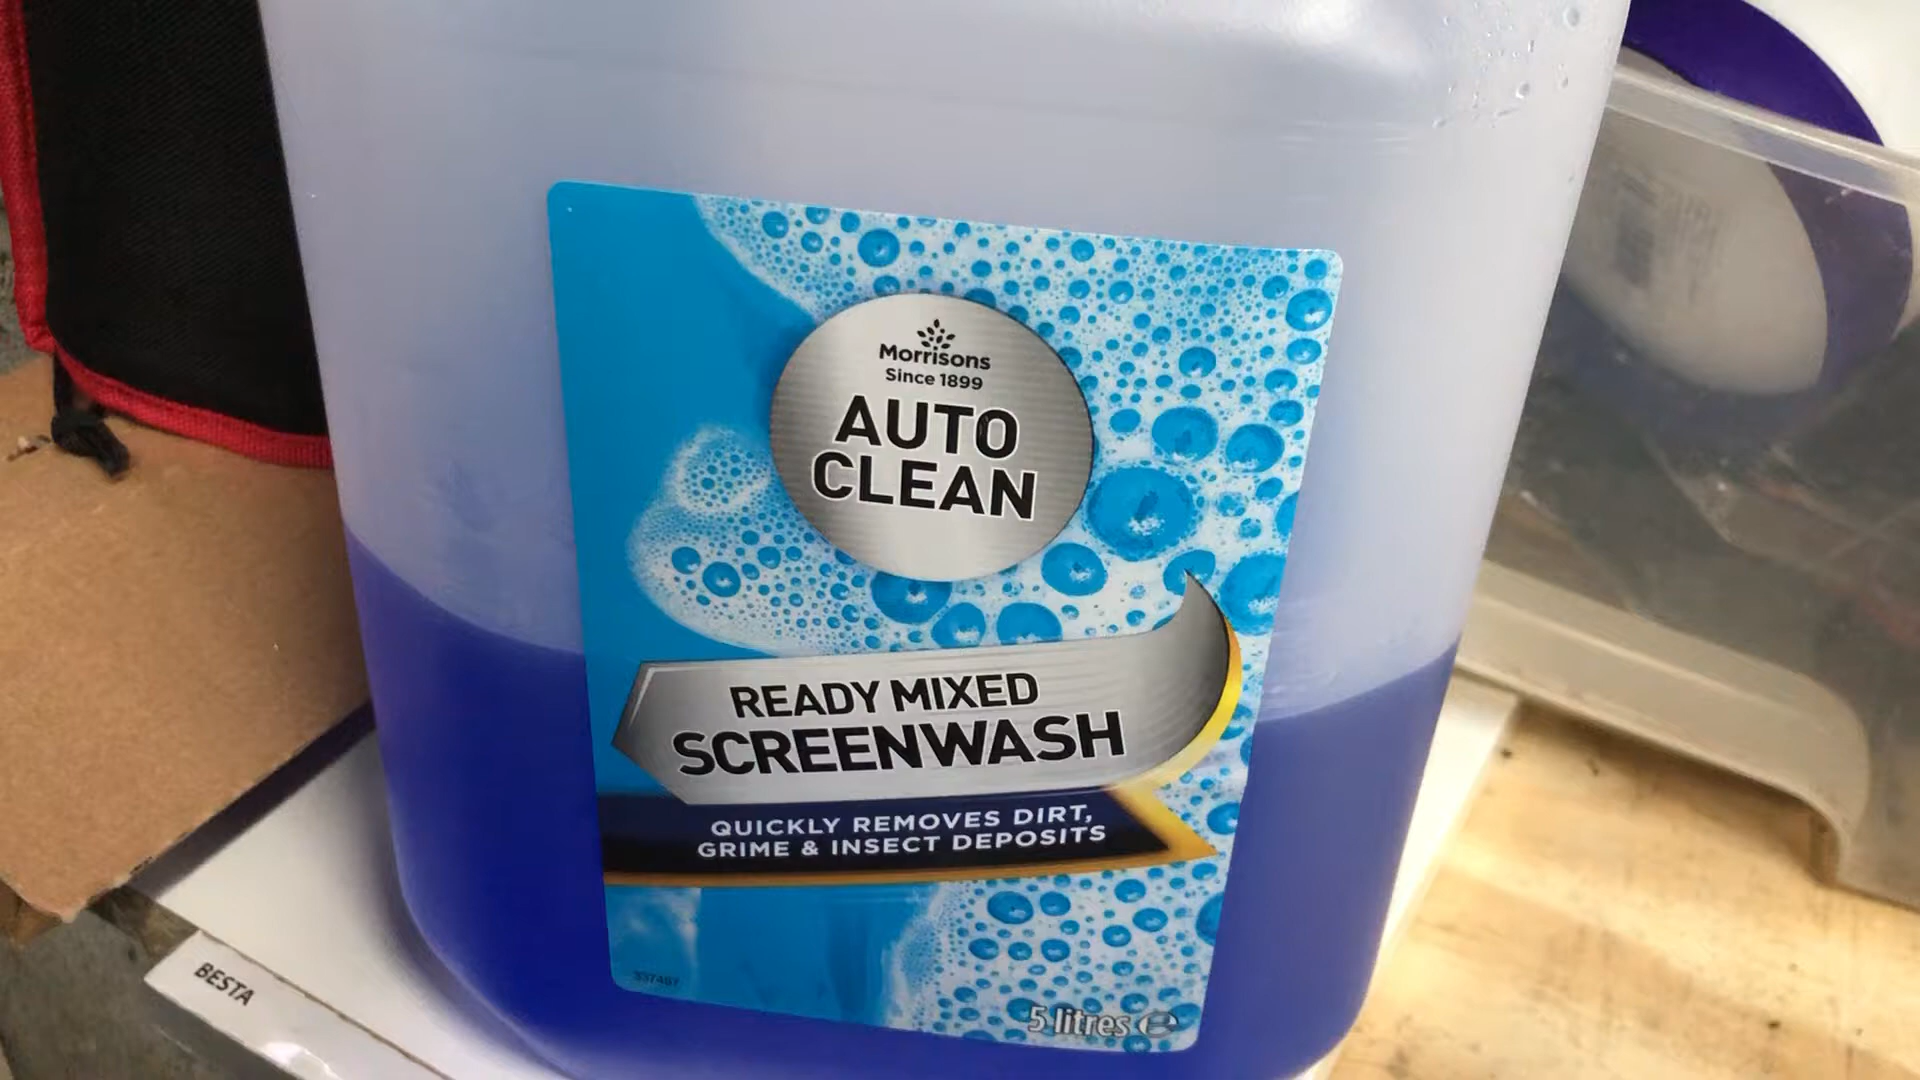 Morrisons
Since 1899
AUTO
CLEAN
READY MIXED
SCREENWASH
QUICKLY REMOVES DIRT,
GRIME & INSECT DEPOSITS
5 litres ℮
BESTA